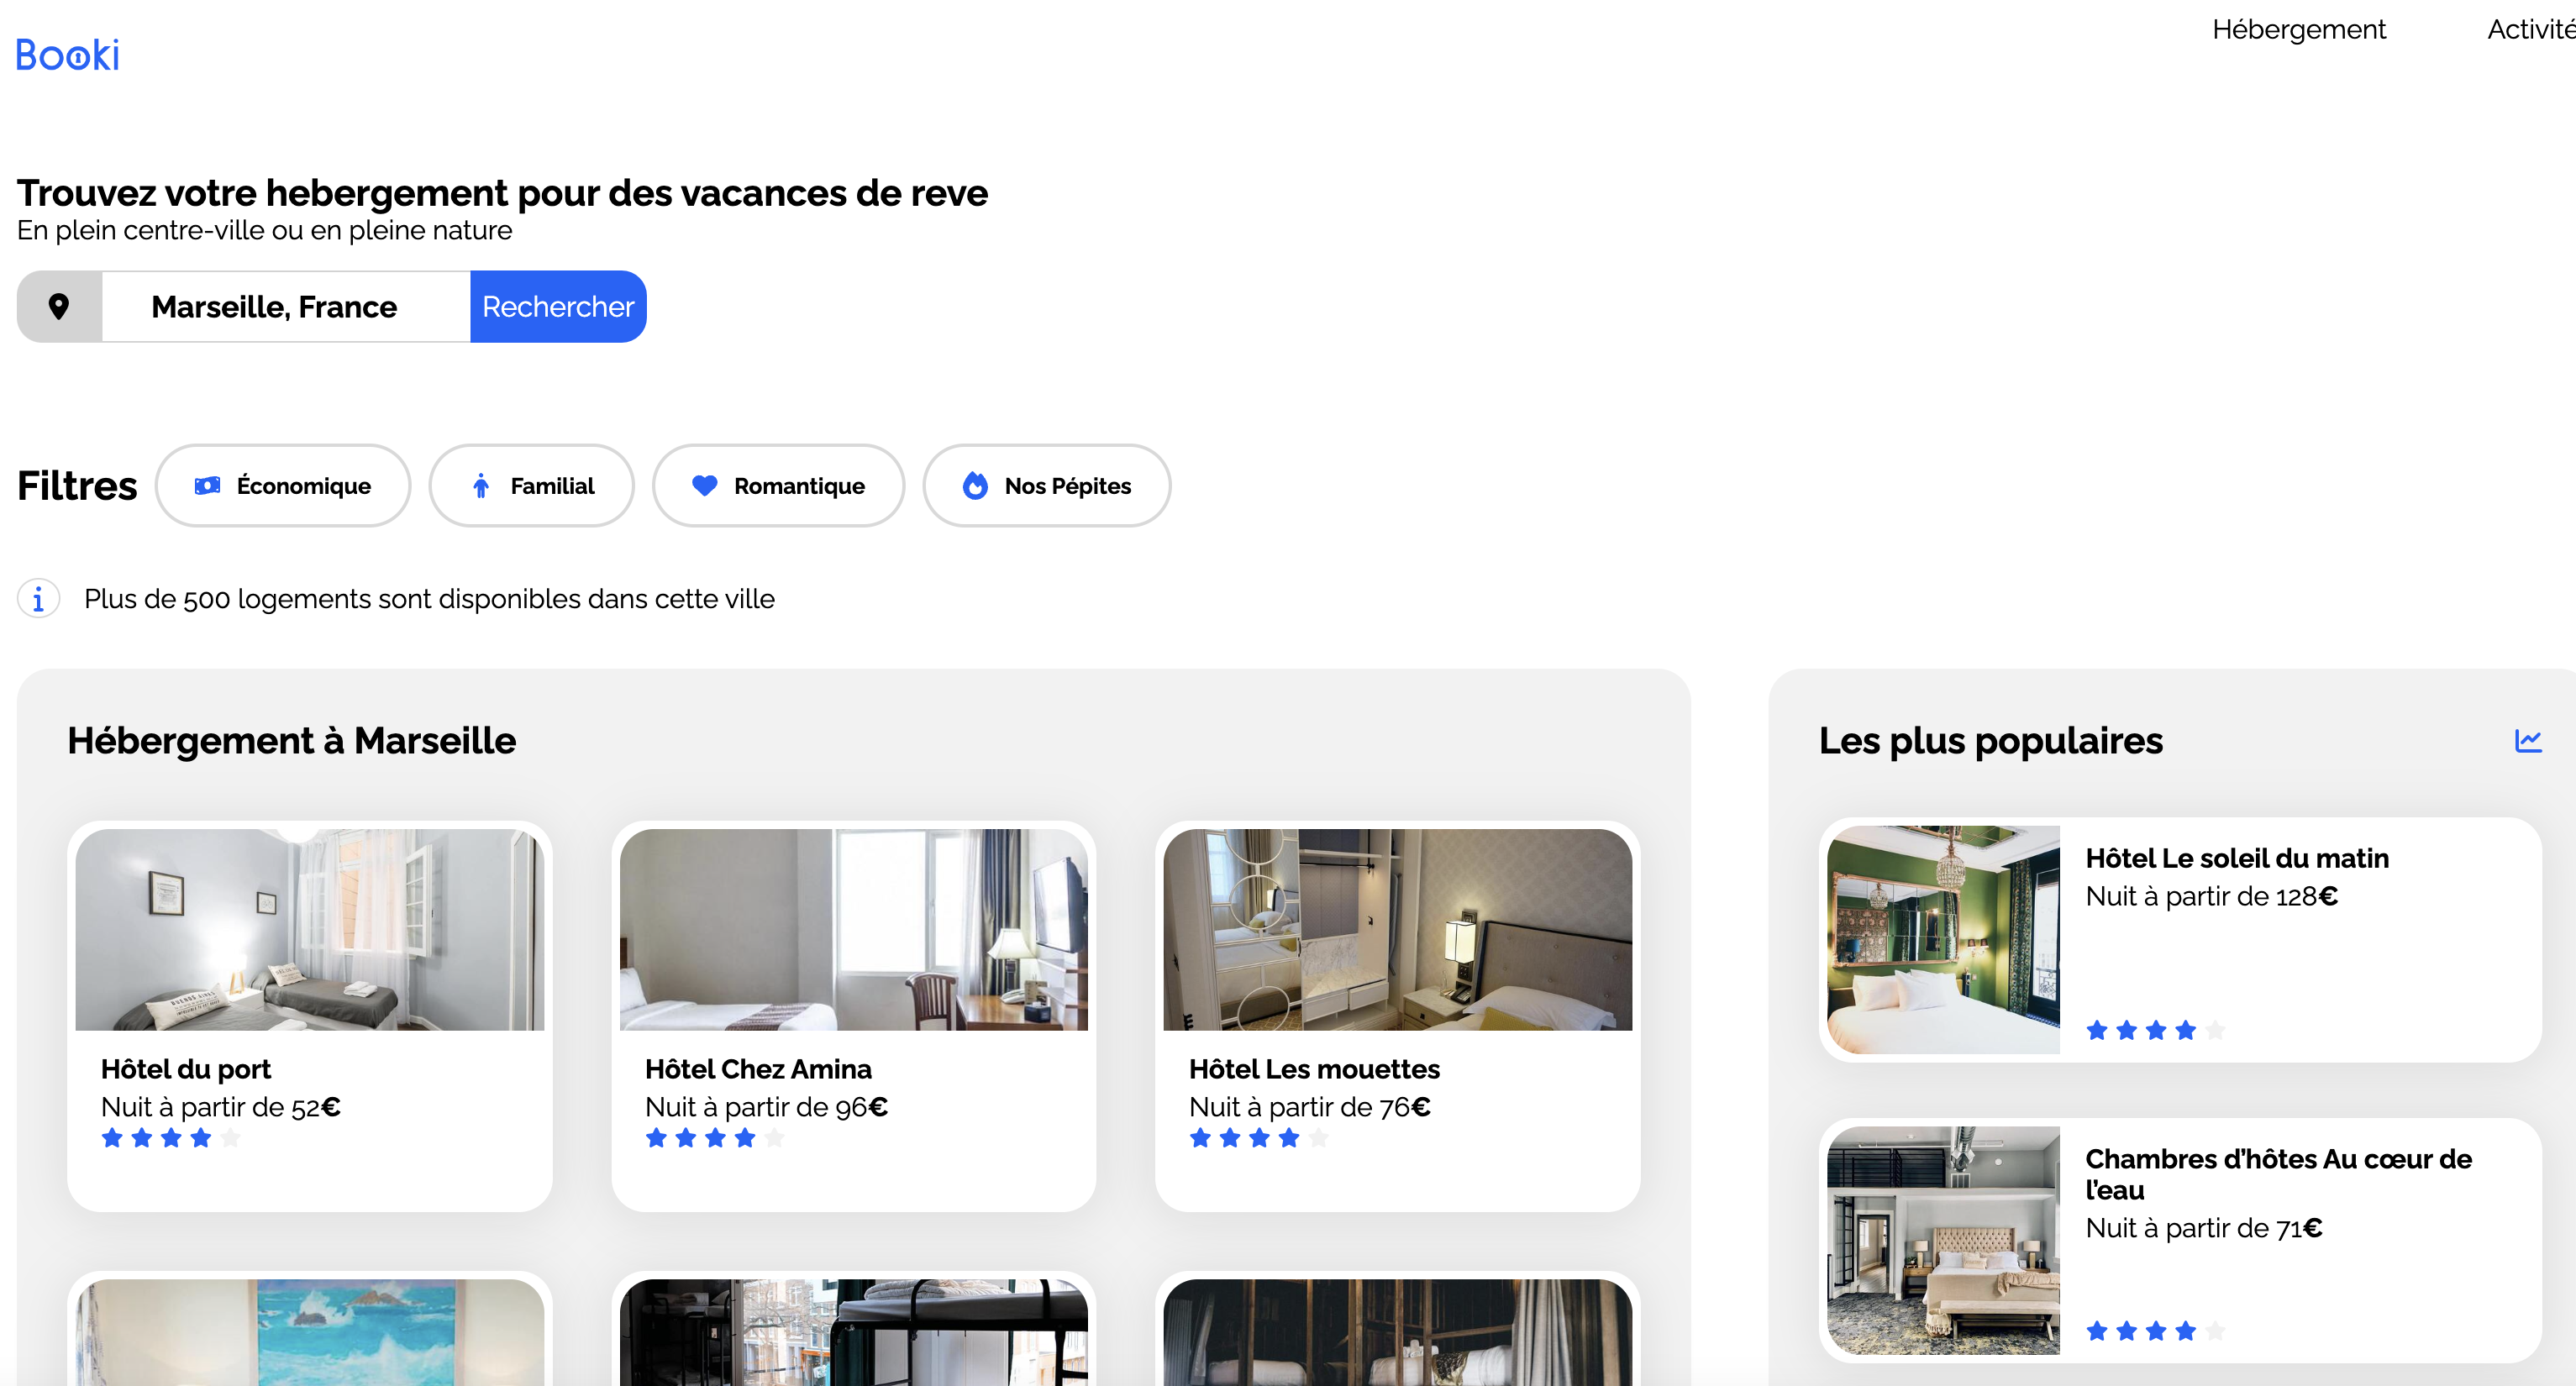 Booki
Hébergement
Activité
Trouvez votre hebergement pour des vacances de reve
En plein centre-ville ou en pleine nature
Marseille, France
Rechercher
Filtres
Économique
Familial
Romantique
Nos Pépites
Plus de 500 logements sont disponibles dans cette ville
Hébergement à Marseille
Hôtel du port
Nuit à partir de 52€
Hôtel Chez Amina
Nuit à partir de 96€
Hôtel Les mouettes
Nuit à partir de 76€
Les plus populaires
Hôtel Le soleil du matin
Nuit à partir de 128€
Chambres d'hôtes Au cœur de
l'eau
Nuit à partir de 71€